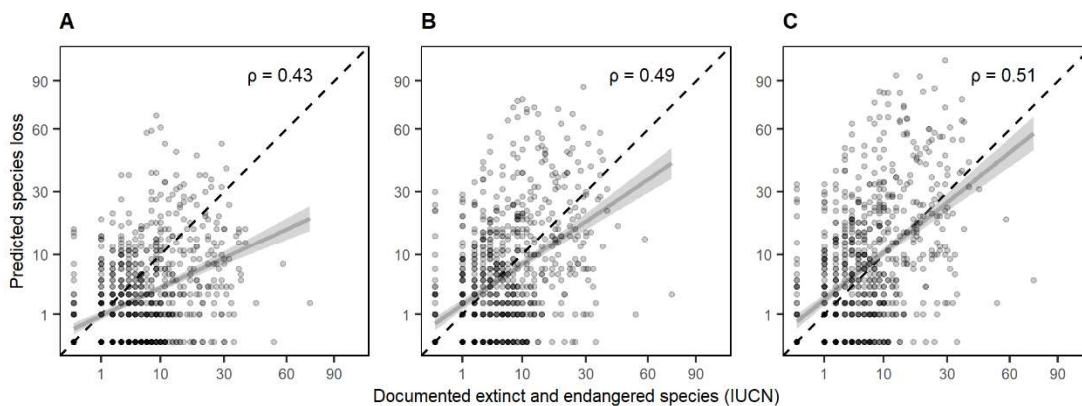 A B C
ρ = 0.43 ρ = 0.49 ρ = 0.51
90 90 90
60 60 60
30 30 30
10 10 10
1 1 1
Predicted species loss
1 10 30 60 90 1 10 30 60 90 1 10 30 60 90
Documented extinct and endangered species (IUCN)